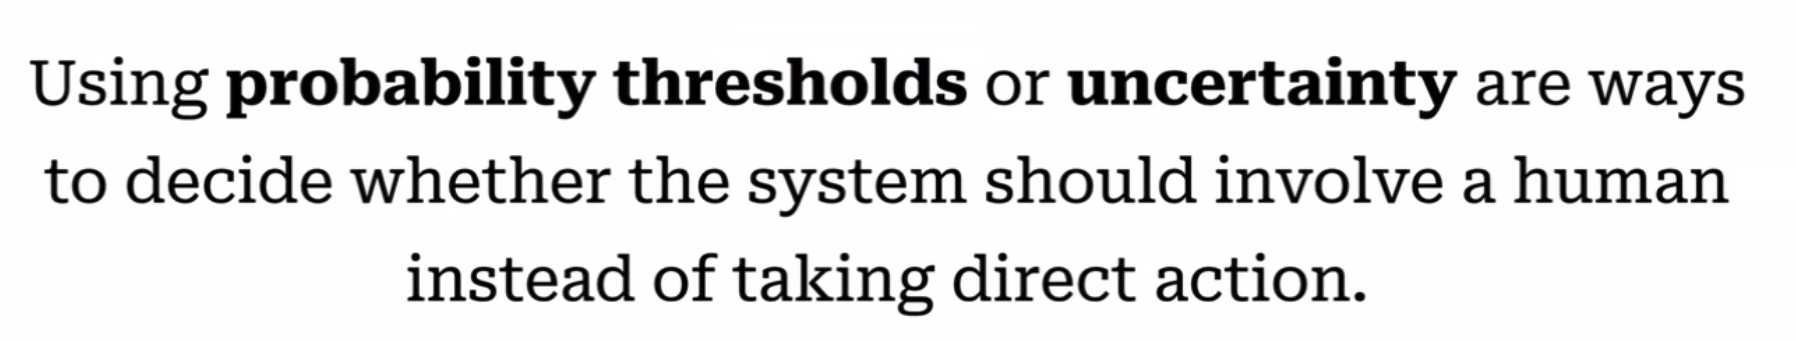 Using probability thresholds or uncertainty are ways
to decide whether the system should involve a human
instead of taking direct action.